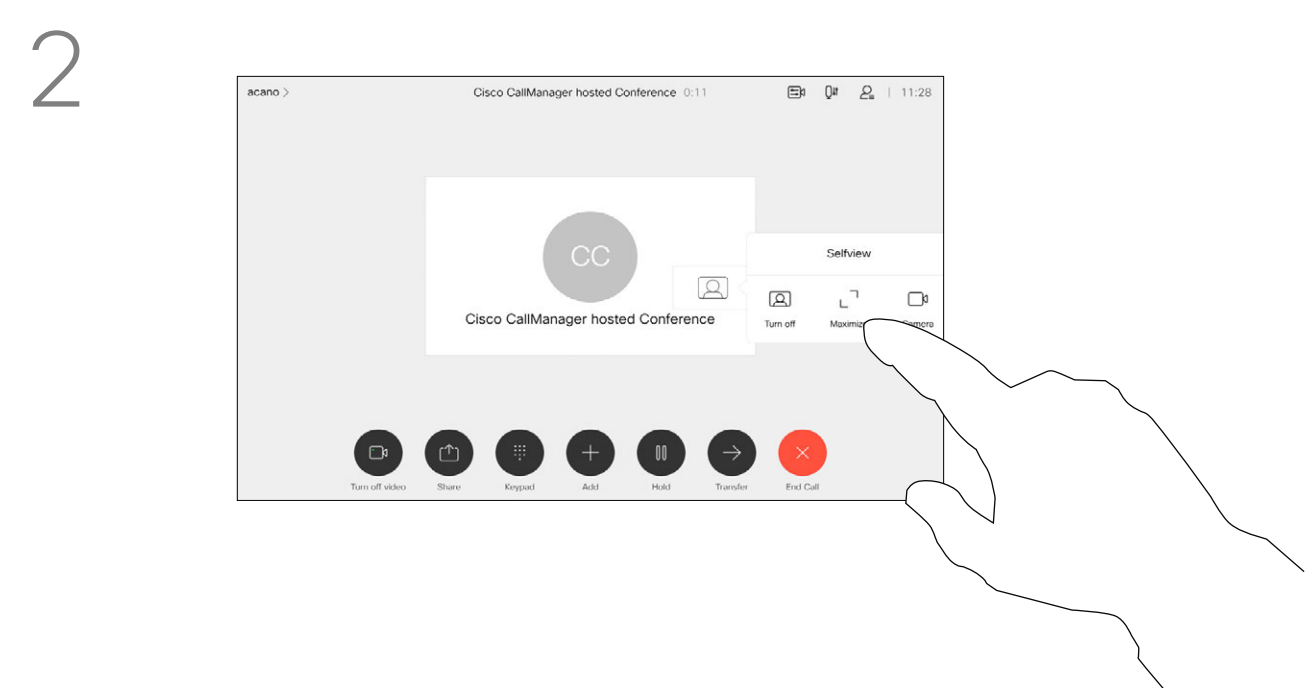 2
acano >
Cisco CallManager hosted Conference 0:11
11:28
CC
Cisco CallManager hosted Conference
Selfview
Turn off
Turn off video
Share
Keypad
Add
Hold
Transfer
End Call